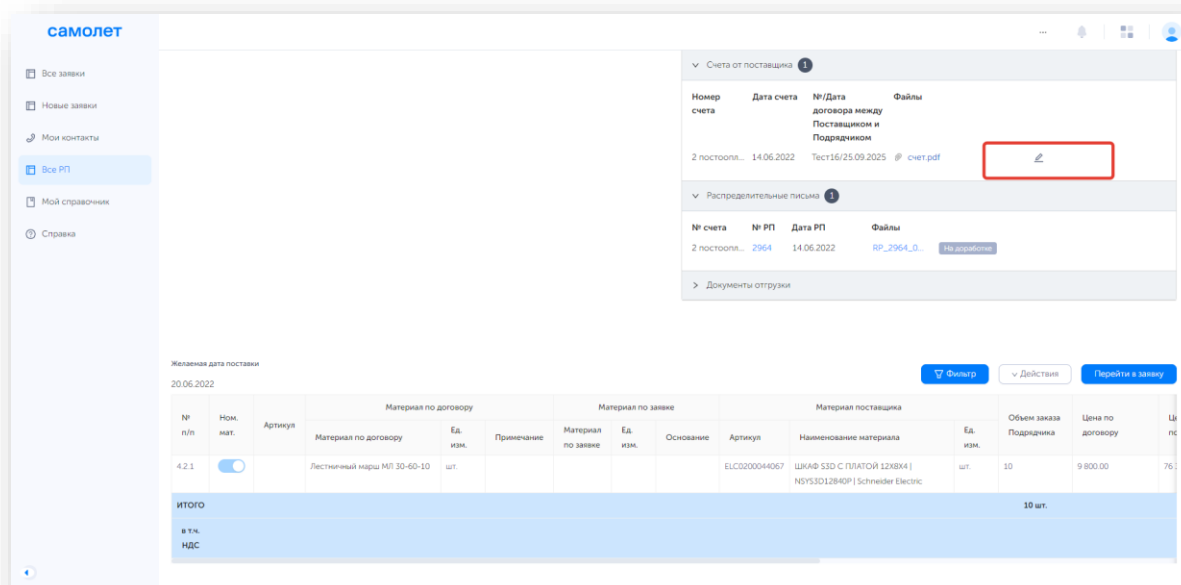 самолет
...
Все заявки
Новые заявки
Мои контакты
Все РП
Мой справочник
Справка
Счета от поставщика 1
Номер счета Дата счета №/Дата договора между Поставщиком и Подрядчиком Файлы
2 постоопл... 14.06.2022 Тест16/25.09.2025 счет.pdf
Распределительные письма 1
№ счета № РП Дата РП Файлы
2 постоопл... 2964 14.06.2022 RP_2964_0... На доработке
Документы отгрузки
Желаемая дата поставки
20.06.2022
Фильтр Действия Перейти в заявку
Материал по договору Материал по заявке Материал поставщика
№ п/п Ном. мат. Артикул Материал по договору Ед. изм. Примечание Материал по заявке Ед. изм. Основание Артикул Наименование материала Ед. изм. Объем заказа Подрядчика Цена по договору
4.2.1 Лестничный марш МЛ 30-60-10 шт. ELC0200044067 ШКАФ S3D С ПЛАТОЙ 12X8X4 | шт. 10 9 800.00 76
NSYS3D12840P | Schneider Electric
ИТОГО 10 шт.
в т.ч.
НДС